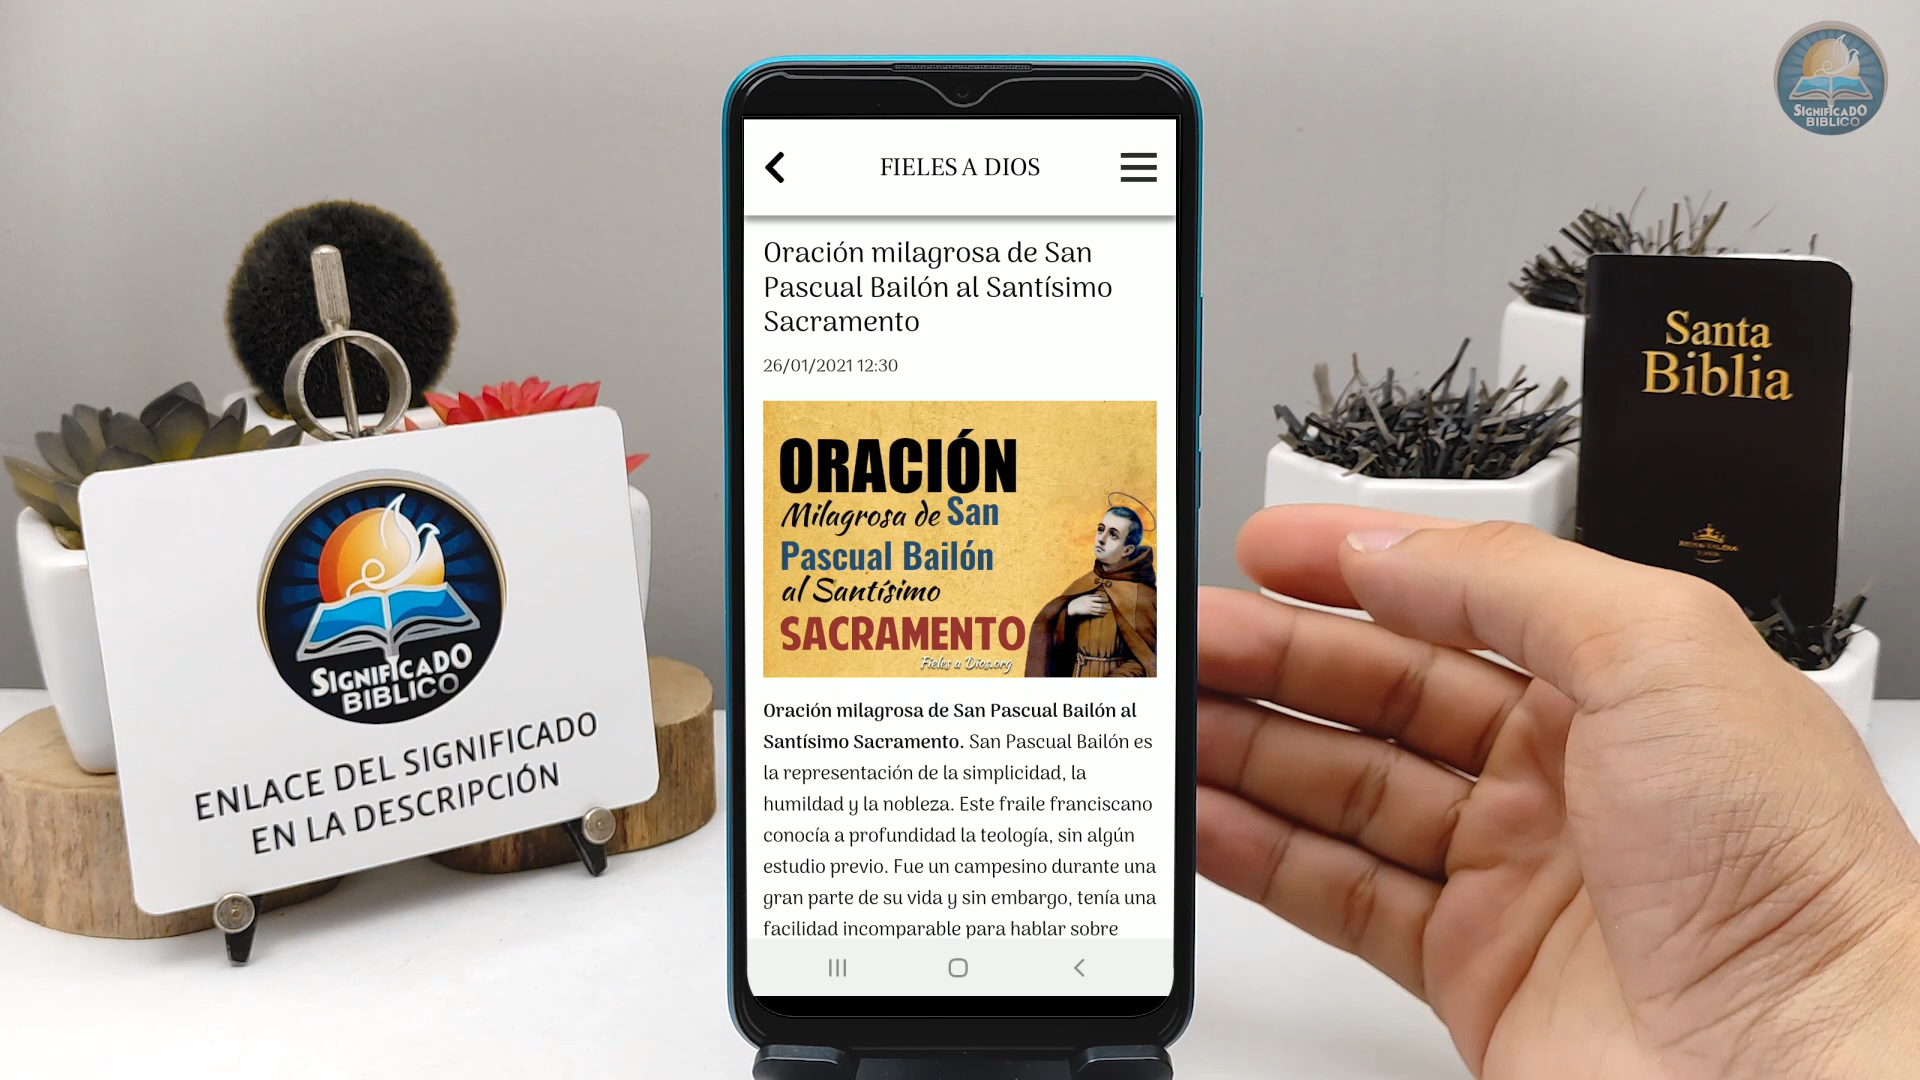 SIGNIFICADO
BIBLICO
FIELES A DIOS
Oración milagrosa de San
Pascual Bailón al Santísimo
Sacramento
26/01/2021 12:30
ORACIÓN
Milagrosa de San
Pascual Bailón
al Santísimo
SACRAMENTO
Fieles a Dios.org
Oración milagrosa de San Pascual Bailón al
Santísimo Sacramento. San Pascual Bailón es
la representación de la simplicidad, la
humildad y la nobleza. Este fraile franciscano
conocía a profundidad la teología, sin algún
estudio previo. Fue un campesino durante una
gran parte de su vida y sin embargo, tenía una
facilidad incomparable para hablar sobre
SIGNIFICADO
BIBLICO
ENLACE DEL SIGNIFICADO
EN LA DESCRIPCIÓN
Santa
Biblia